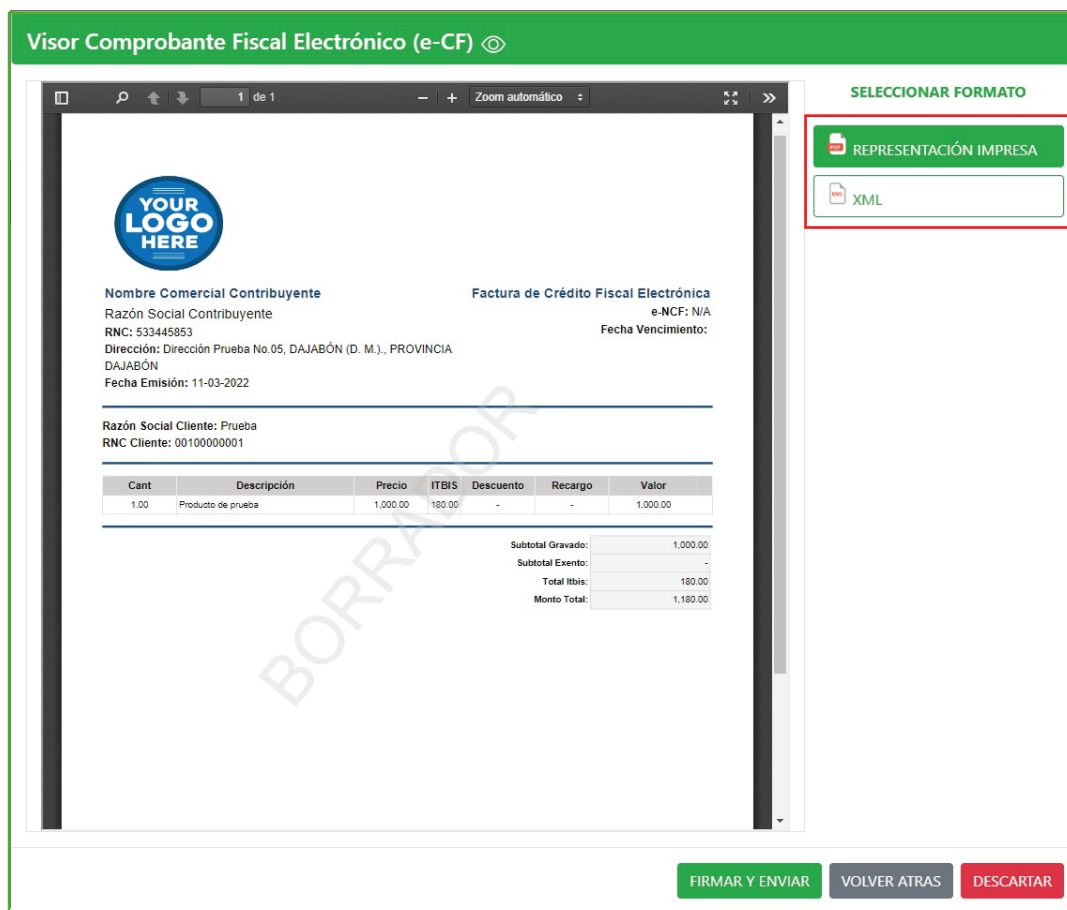 Visor Comprobante Fiscal Electrónico (e-CF)
1 de 1
Zoom automático
SELECCIONAR FORMATO
PDF REPRESENTACIÓN IMPRESA
XML XML
YOUR
LOGO
HERE
Nombre Comercial Contribuyente
Factura de Crédito Fiscal Electrónica
Razón Social Contribuyente
e-NCF: N/A
RNC: 533445853
Fecha Vencimiento:
Dirección: Dirección Prueba No.05, DAJABÓN (D. M.)., PROVINCIA
DAJABÓN
Fecha Emisión: 11-03-2022
Razón Social Cliente: Prueba
RNC Cliente: 00100000001
Cant Descripción Precio ITBIS Descuento Recargo Valor
1.00 Producto de prueba 1,000.00 180.00 - - 1,000.00
Subtotal Gravado: 1,000.00
Subtotal Exento: -
Total Itbis: 180.00
Monto Total: 1,180.00
BORRADOR
FIRMAR Y ENVIAR VOLVER ATRAS DESCARTAR